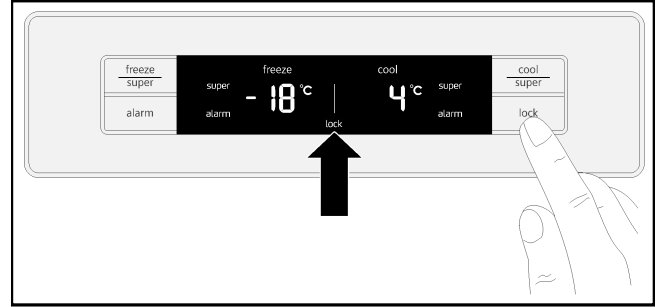 freeze
super
alarm
freeze
super
- 18 °C
alarm
lock
cool
4 °C
super
alarm
cool
super
lock